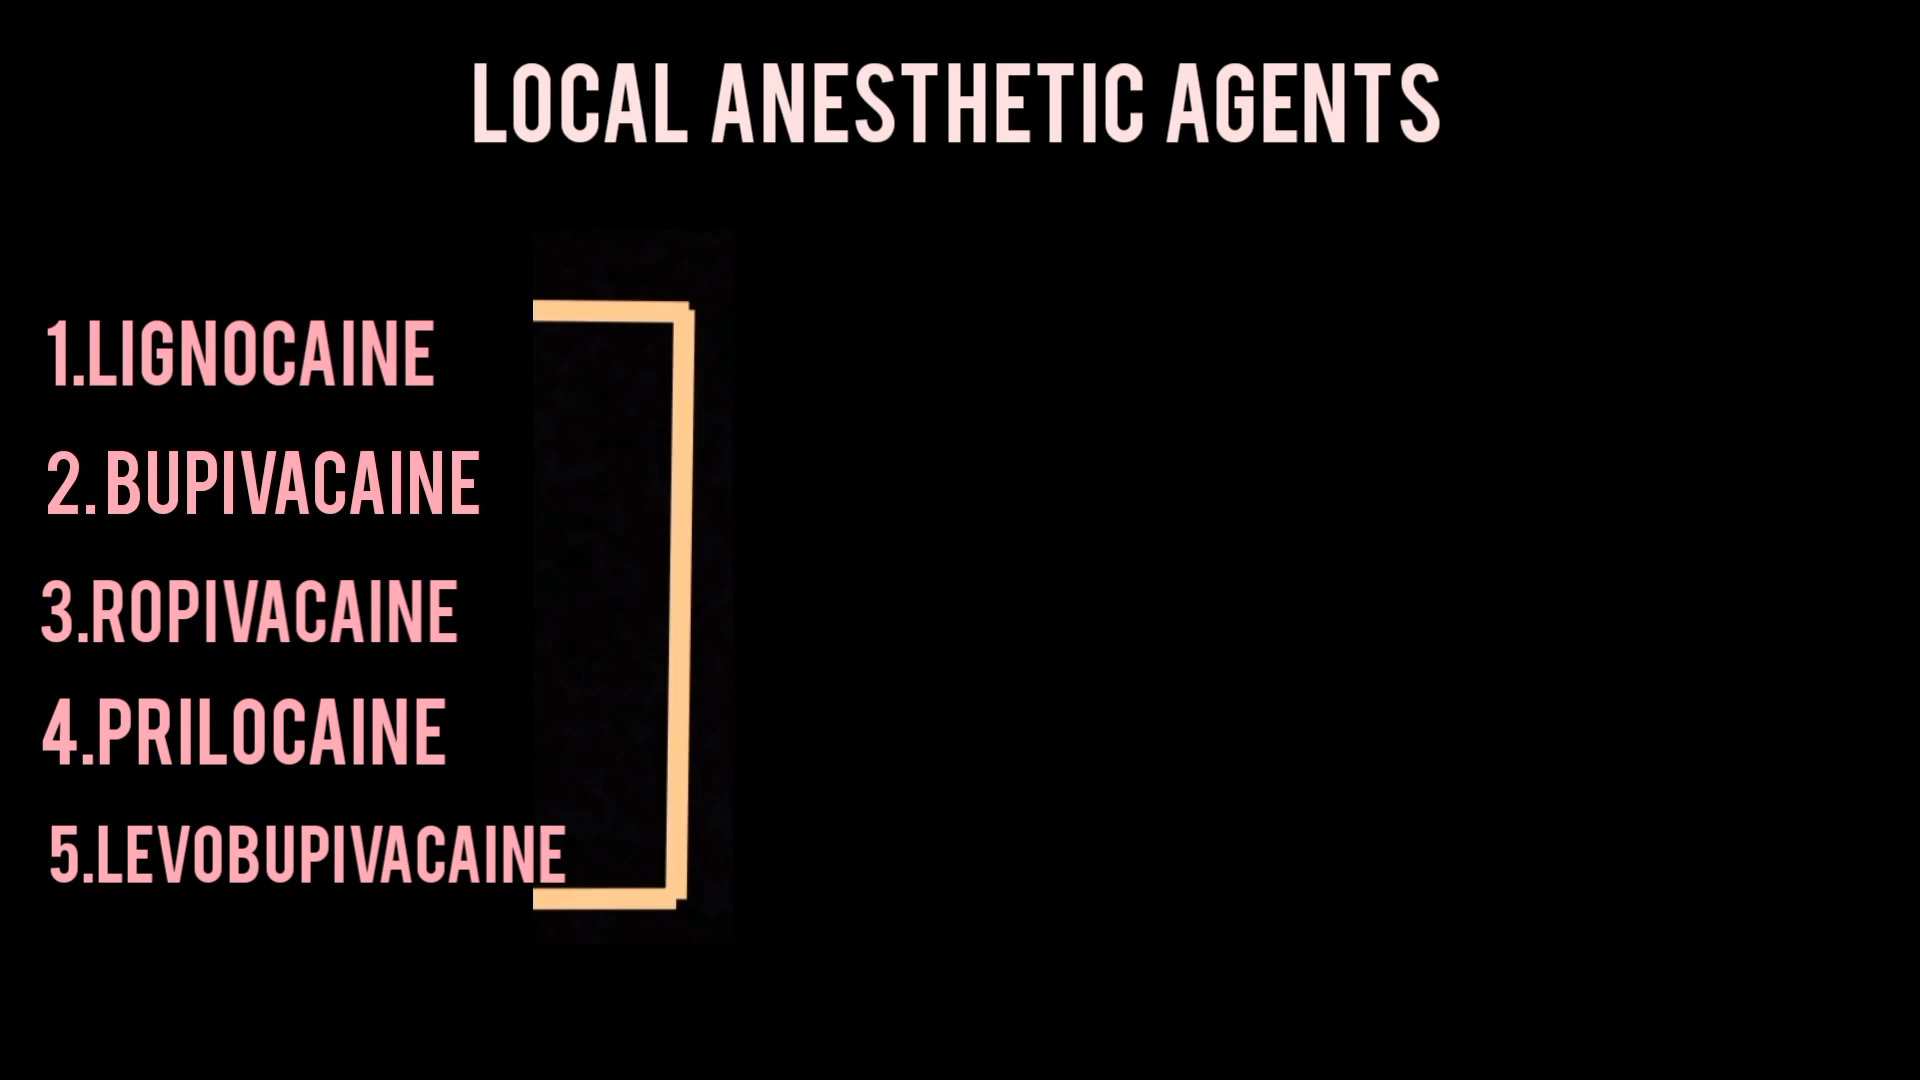 LOCAL ANESTHETIC AGENTS
1.LIGNOCAINE
2. BUPIVACAINE
3.ROPIVACAINE
4.PRILOCAINE
5.LEVOBUPIVACAINE